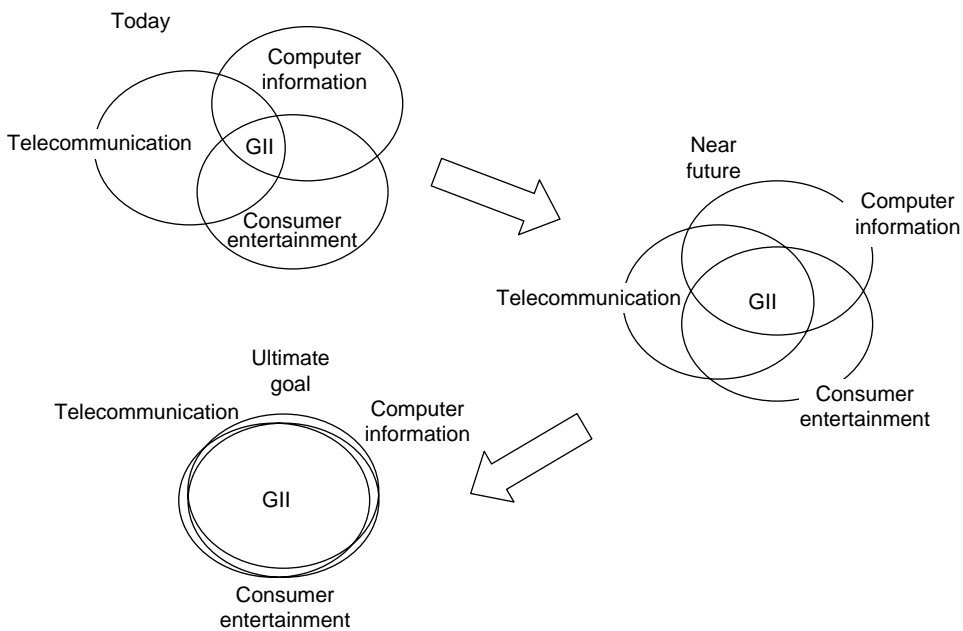 Today
Computer
information
Telecommunication
GII
Consumer
entertainment
Near
future
Computer
information
Telecommunication
GII
Consumer
entertainment
Ultimate
goal
Telecommunication
Computer
information
GII
Consumer
entertainment